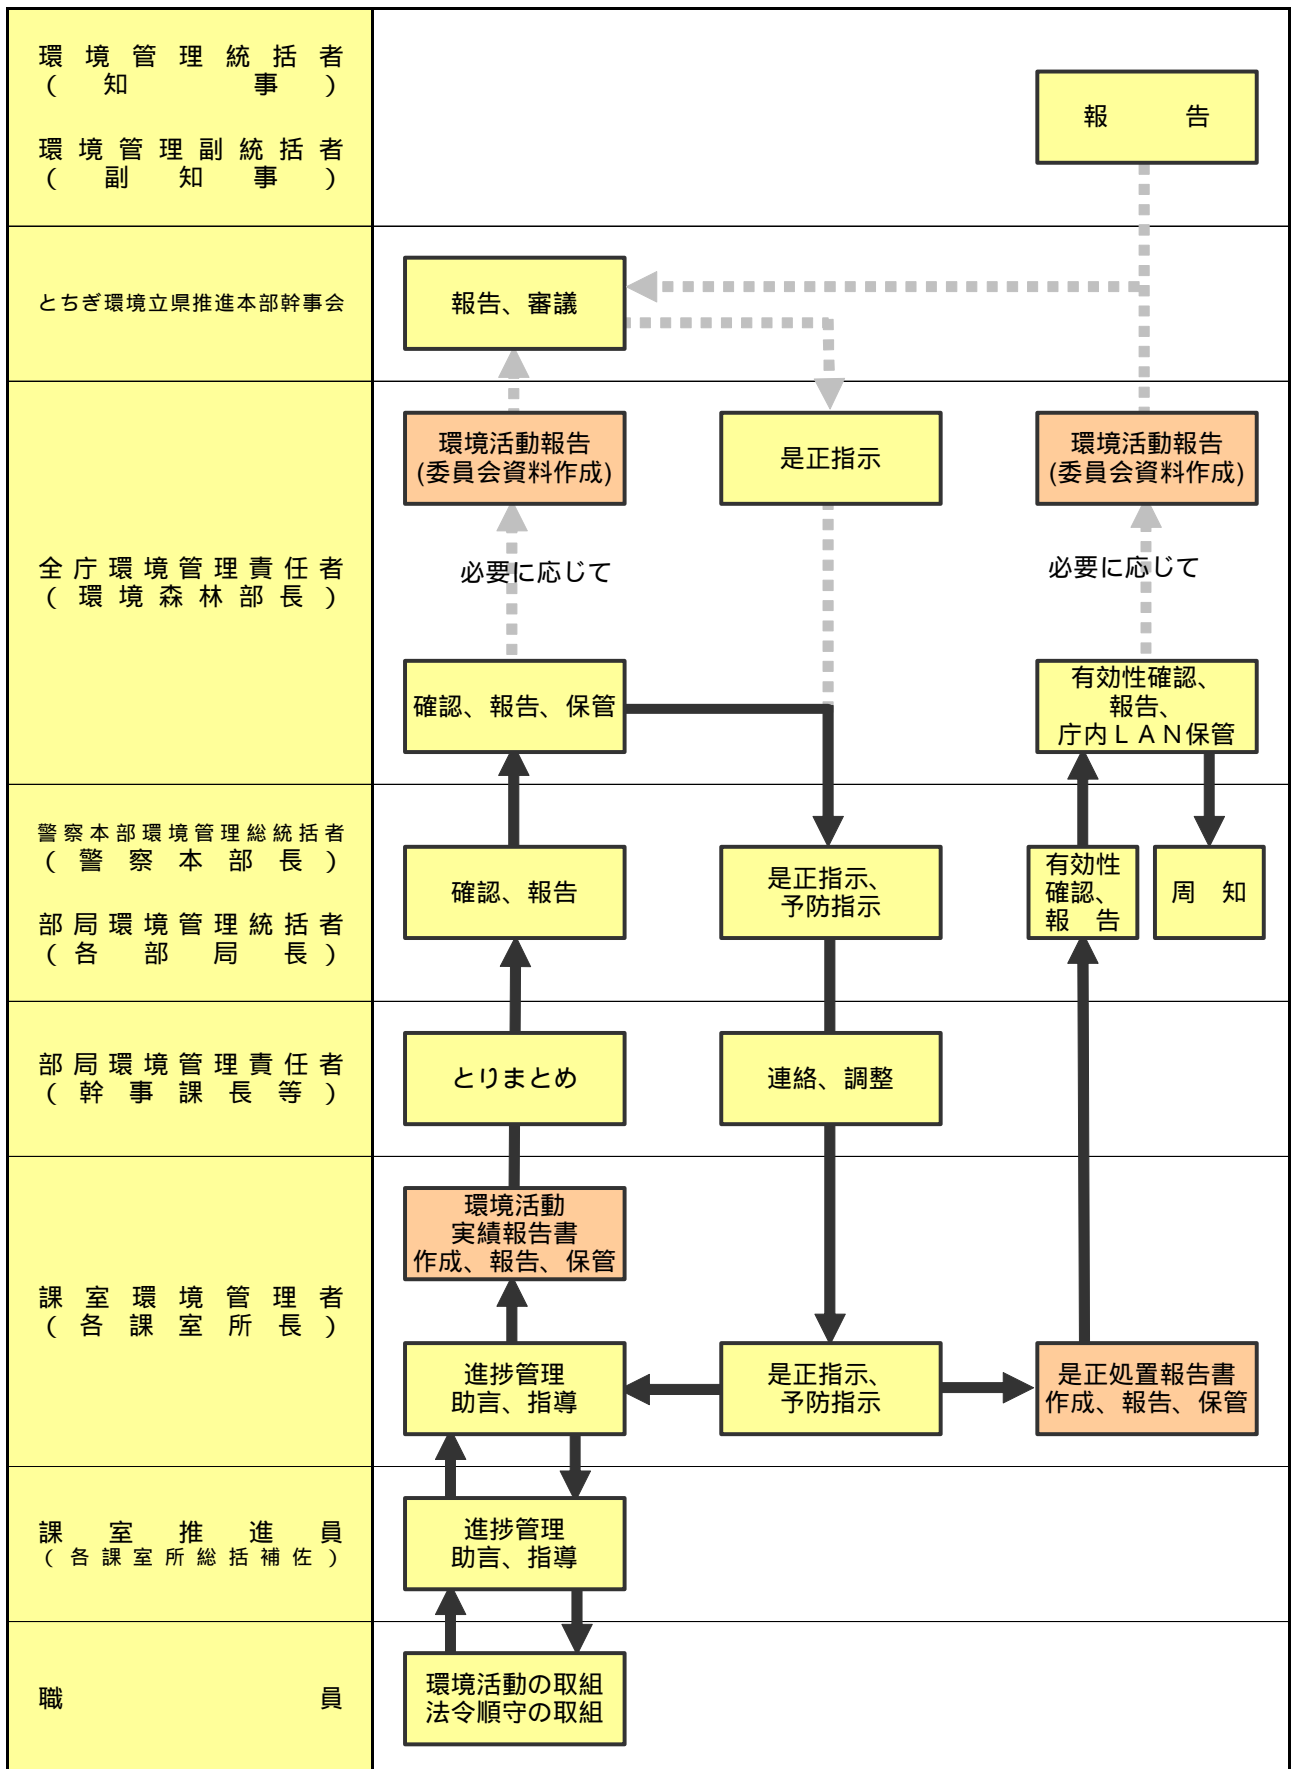 環境管理統括者
(知事)
環境管理副統括者
(副知事)
報　告
とちぎ環境立県推進本部幹事会
報告、審議
全庁環境管理責任者
(環境森林部長)
環境活動報告
(委員会資料作成)
是正指示
環境活動報告
(委員会資料作成)
必要に応じて
必要に応じて
確認、報告、保管
有効性確認、
報告、
庁内ＬＡＮ保管
警察本部環境管理総統括者
(警察本部長)
部局環境管理統括者
(各部局長)
確認、報告
是正指示、
予防指示
有効性
確認、
報　告
周　知
部局環境管理責任者
(幹事課長等)
とりまとめ
連絡、調整
課室環境管理者
(各課室所長)
環境活動
実績報告書
作成、報告、保管
進捗管理
助言、指導
是正指示、
予防指示
是正処置報告書
作成、報告、保管
課室推進員
(各課室所総括補佐)
進捗管理
助言、指導
職員
環境活動の取組
法令順守の取組